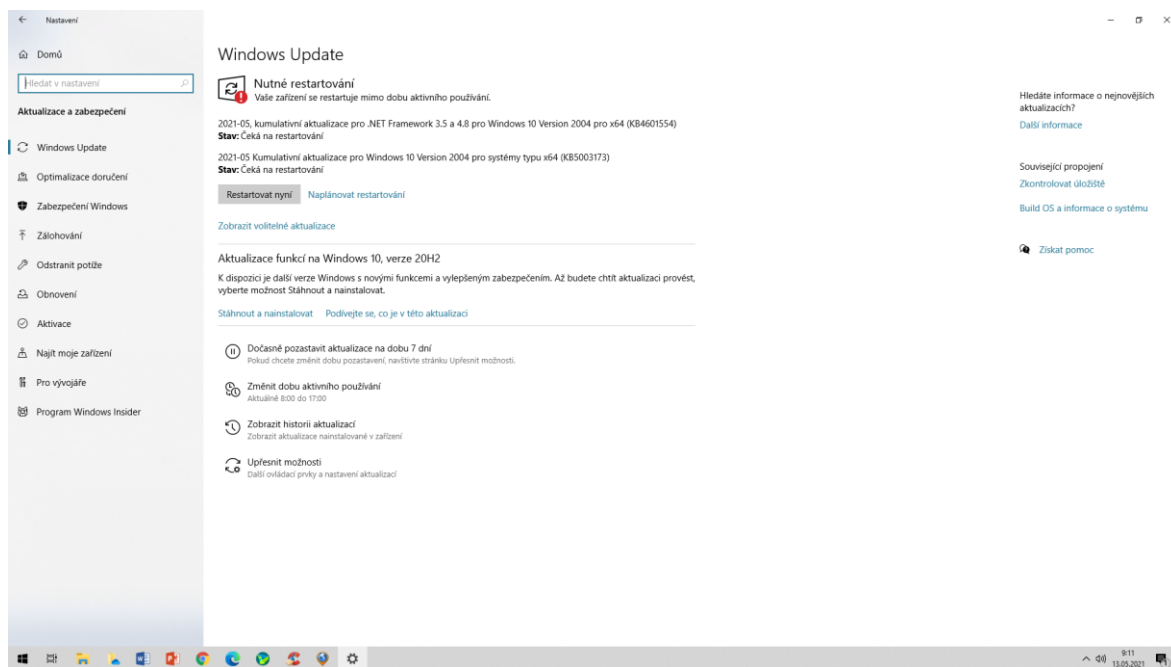 Nastavení
Domů
Hledat v nastavení
Aktualizace a zabezpečení
Windows Update
Optimalizace doručení
Zabezpečení Windows
Zálohování
Odstranit potíže
Obnovení
Aktivace
Najít moje zařízení
Pro vývojáře
Program Windows Insider
Windows Update
Nutné restartování
Vaše zařízení se restartuje mimo dobu aktivního používání.
2021-05, kumulativní aktualizace pro .NET Framework 3.5 a 4.8 pro Windows 10 Version 2004 pro x64 (KB4601554)
Stav: Čeká na restartování
2021-05 Kumulativní aktualizace pro Windows 10 Version 2004 pro systémy typu x64 (KB5003173)
Stav: Čeká na restartování
Restartovat nyní Naplánovat restartování
Zobrazit volitelné aktualizace
Aktualizace funkcí na Windows 10, verze 20H2
K dispozici je další verze Windows s novými funkcemi a vylepšeným zabezpečením. Až budete chtít aktualizaci provést,
vyberte možnost Stáhnout a nainstalovat.
Stáhnout a nainstalovat Podívejte se, co je v této aktualizaci
Dočasně pozastavit aktualizace na dobu 7 dní
Pokud chcete změnit dobu pozastavení, navštivte stránku Upřesnit možnosti.
Změnit dobu aktivního používání
Aktuálně 8:00 do 17:00
Zobrazit historii aktualizací
Zobrazit aktualizace nainstalované v zařízení
Upřesnit možnosti
Další ovládací prvky a nastavení aktualizací
Hledáte informace o nejnovějších
aktualizacích?
Další informace
Související propojení
Zkontrolovat úložiště
Build OS a informace o systému
Získat pomoc
9:11
13.05.2021